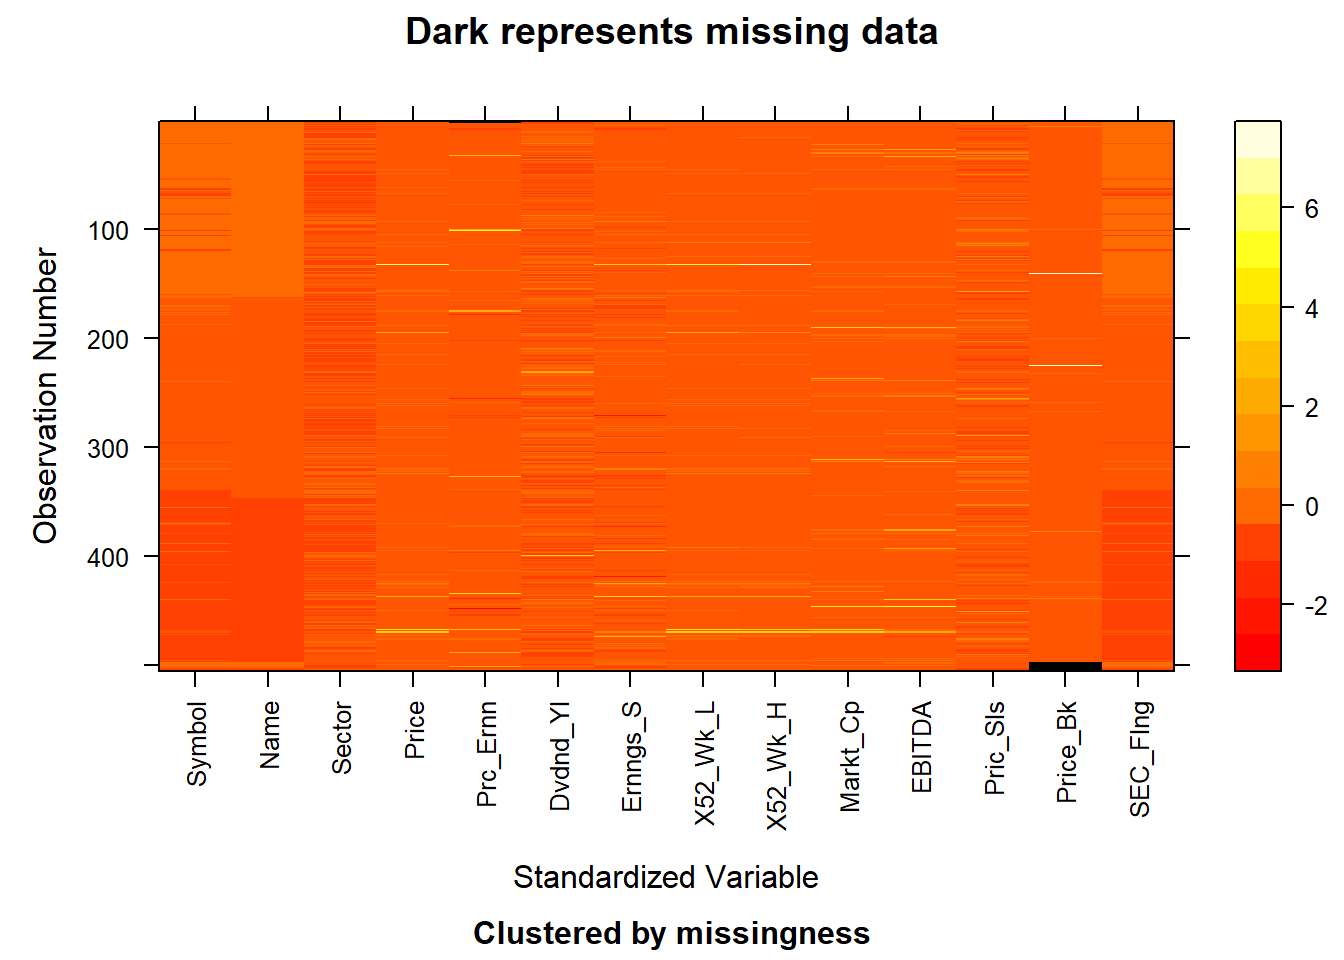 Dark represents missing data
Observation Number
100
200
300
400
6
4
2
0
-2
Symbol
Name
Sector
Price
Prc_Ernn
Dvdnd_Yl
Ernngs_S
X52_Wk_L
X52_Wk_H
Markt_Cp
EBITDA
Pric_Sls
Price_Bk
SEC_Flng
Standardized Variable
Clustered by missingness